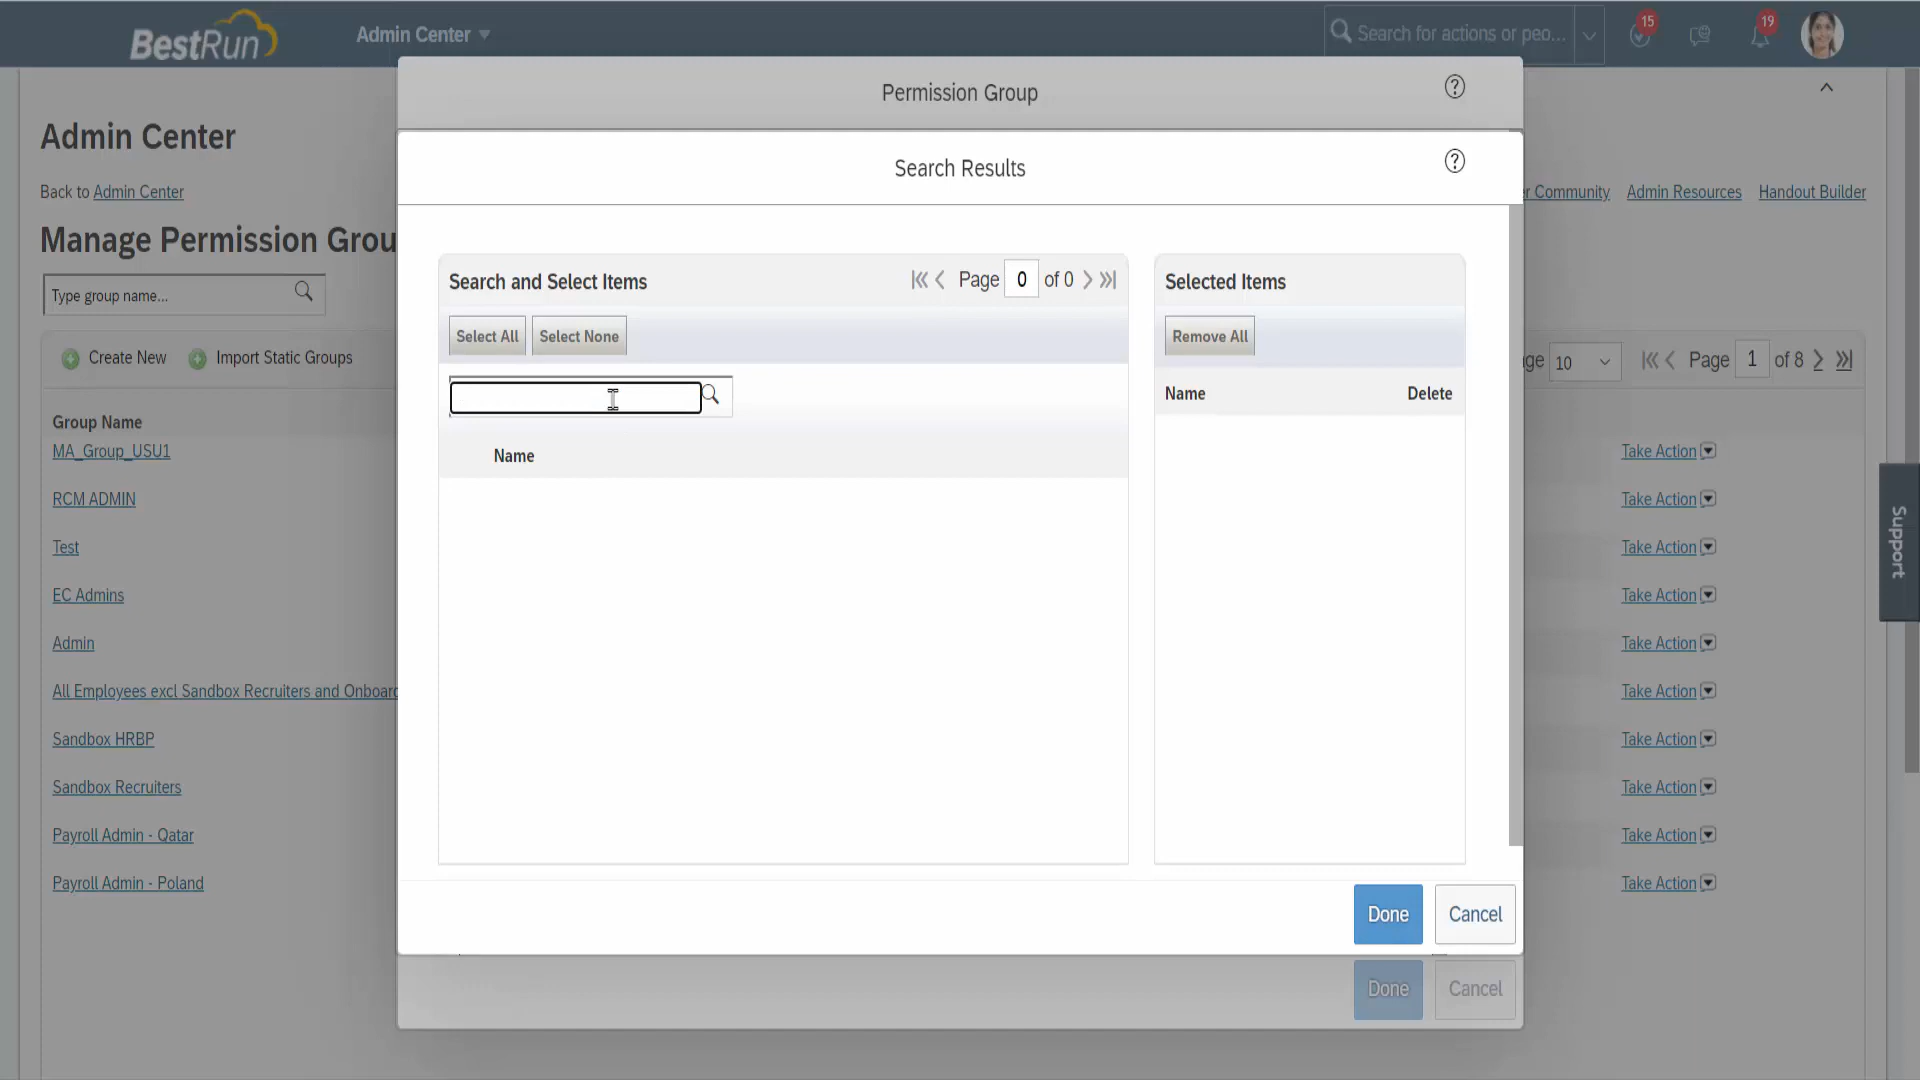 BestRun
Admin Center
Search for actions or peo...
15
19
Permission Group
Admin Center
Search Results
Back to Admin Center
r Community
Admin Resources
Handout Builder
Manage Permission Grou
Type group name...
Search and Select Items
Page 0 of 0
Selected Items
Select All
Select None
Remove All
Create New
Import Static Groups
ge 10
Page 1 of 8
Name
Delete
Group Name
Name
MA_Group_USU1
Take Action
RCM ADMIN
Take Action
Test
Take Action
EC Admins
Take Action
Admin
Take Action
All Employees excl Sandbox Recruiters and Onboard
Take Action
Sandbox HRBP
Take Action
Sandbox Recruiters
Take Action
Payroll Admin - Qatar
Take Action
Payroll Admin - Poland
Take Action
Support
Done
Cancel
Done
Cancel